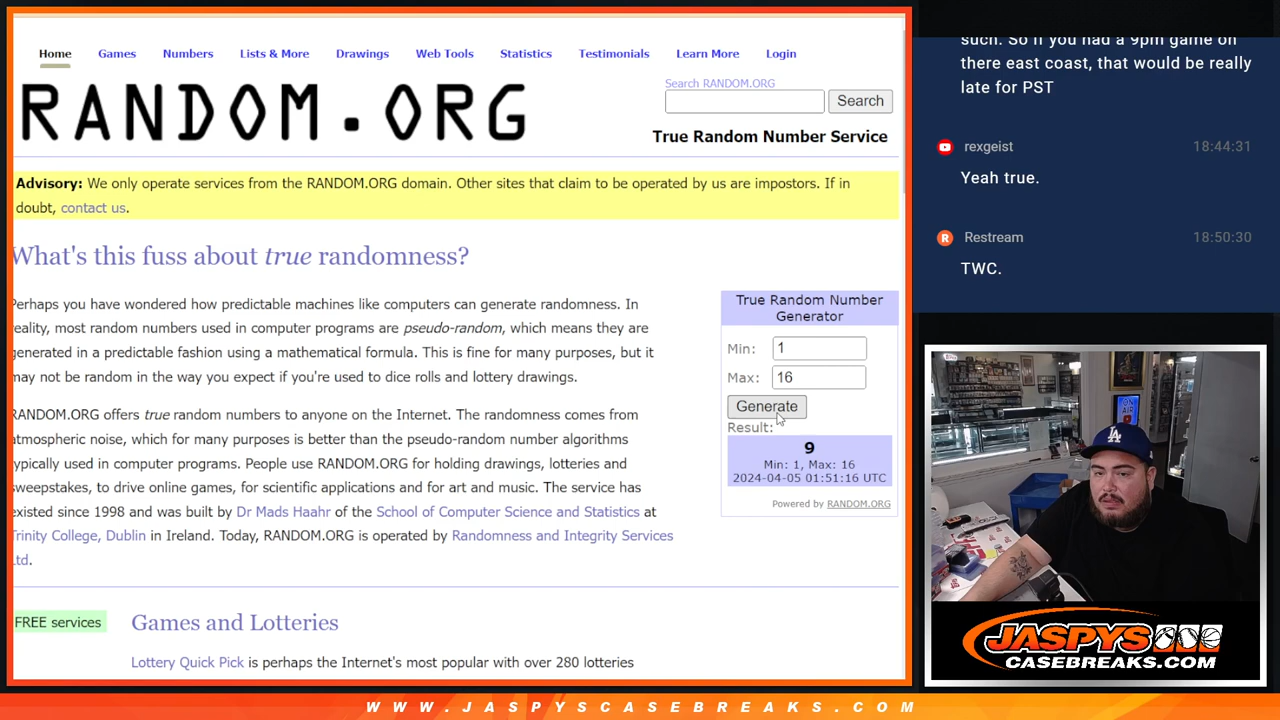 Home Games Numbers Lists & More Drawings Web Tools Statistics Testimonials Learn More Login
RANDOM.ORG
Search RANDOM.ORG
Search
True Random Number Service
Advisory: We only operate services from the RANDOM.ORG domain. Other sites that claim to be operated by us are impostors. If in
doubt, contact us.
What's this fuss about true randomness?
Perhaps you have wondered how predictable machines like computers can generate randomness. In
reality, most random numbers used in computer programs are pseudo-random, which means they are
generated in a predictable fashion using a mathematical formula. This is fine for many purposes, but it
may not be random in the way you expect if you're used to dice rolls and lottery drawings.
RANDOM.ORG offers true random numbers to anyone on the Internet. The randomness comes from
atmospheric noise, which for many purposes is better than the pseudo-random number algorithms
typically used in computer programs. People use RANDOM.ORG for holding drawings, lotteries and
sweepstakes, to drive online games, for scientific applications and for art and music. The service has
existed since 1998 and was built by Dr Mads Haahr of the School of Computer Science and Statistics at
Trinity College, Dublin in Ireland. Today, RANDOM.ORG is operated by Randomness and Integrity Services
Ltd.
True Random Number
Generator
Min: 1
Max: 16
Generate
Result:
9
Min: 1, Max: 16
2024-04-05 01:51:16 UTC
Powered by RANDOM.ORG
FREE services
Games and Lotteries
Lottery Quick Pick is perhaps the Internet's most popular with over 280 lotteries
such. So if you had a 9pm game on
there east coast, that would be really
late for PST
rexgeist 18:44:31
Yeah true.
R Restream 18:50:30
TWC.
ON
AIR
LA
JASPYS
CASEBREAKS.COM
WWW.JASPYSCASEBREAKS.COM